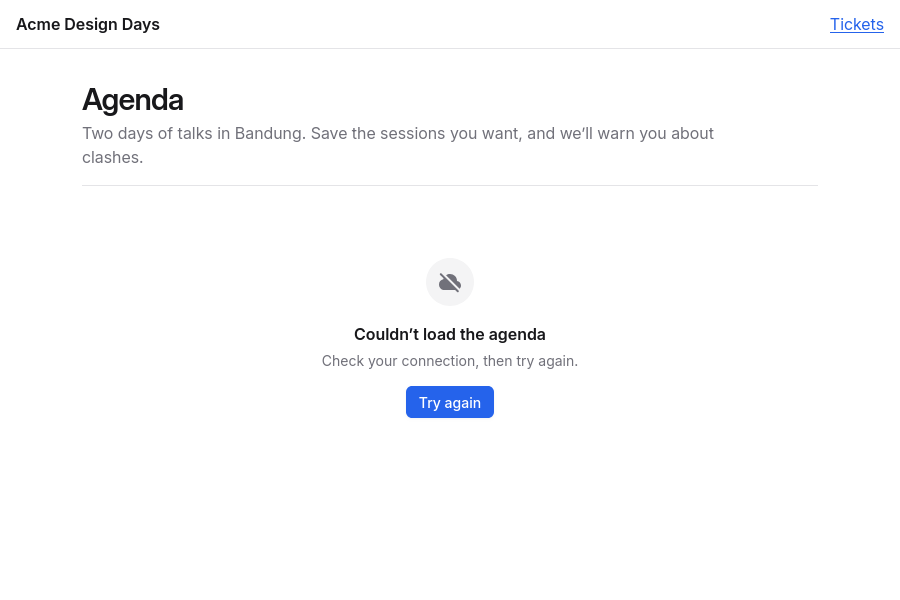 Acme Design Days
Tickets
Agenda
Two days of talks in Bandung. Save the sessions you want, and we’ll warn you about
clashes.
Couldn’t load the agenda
Check your connection, then try again.
Try again